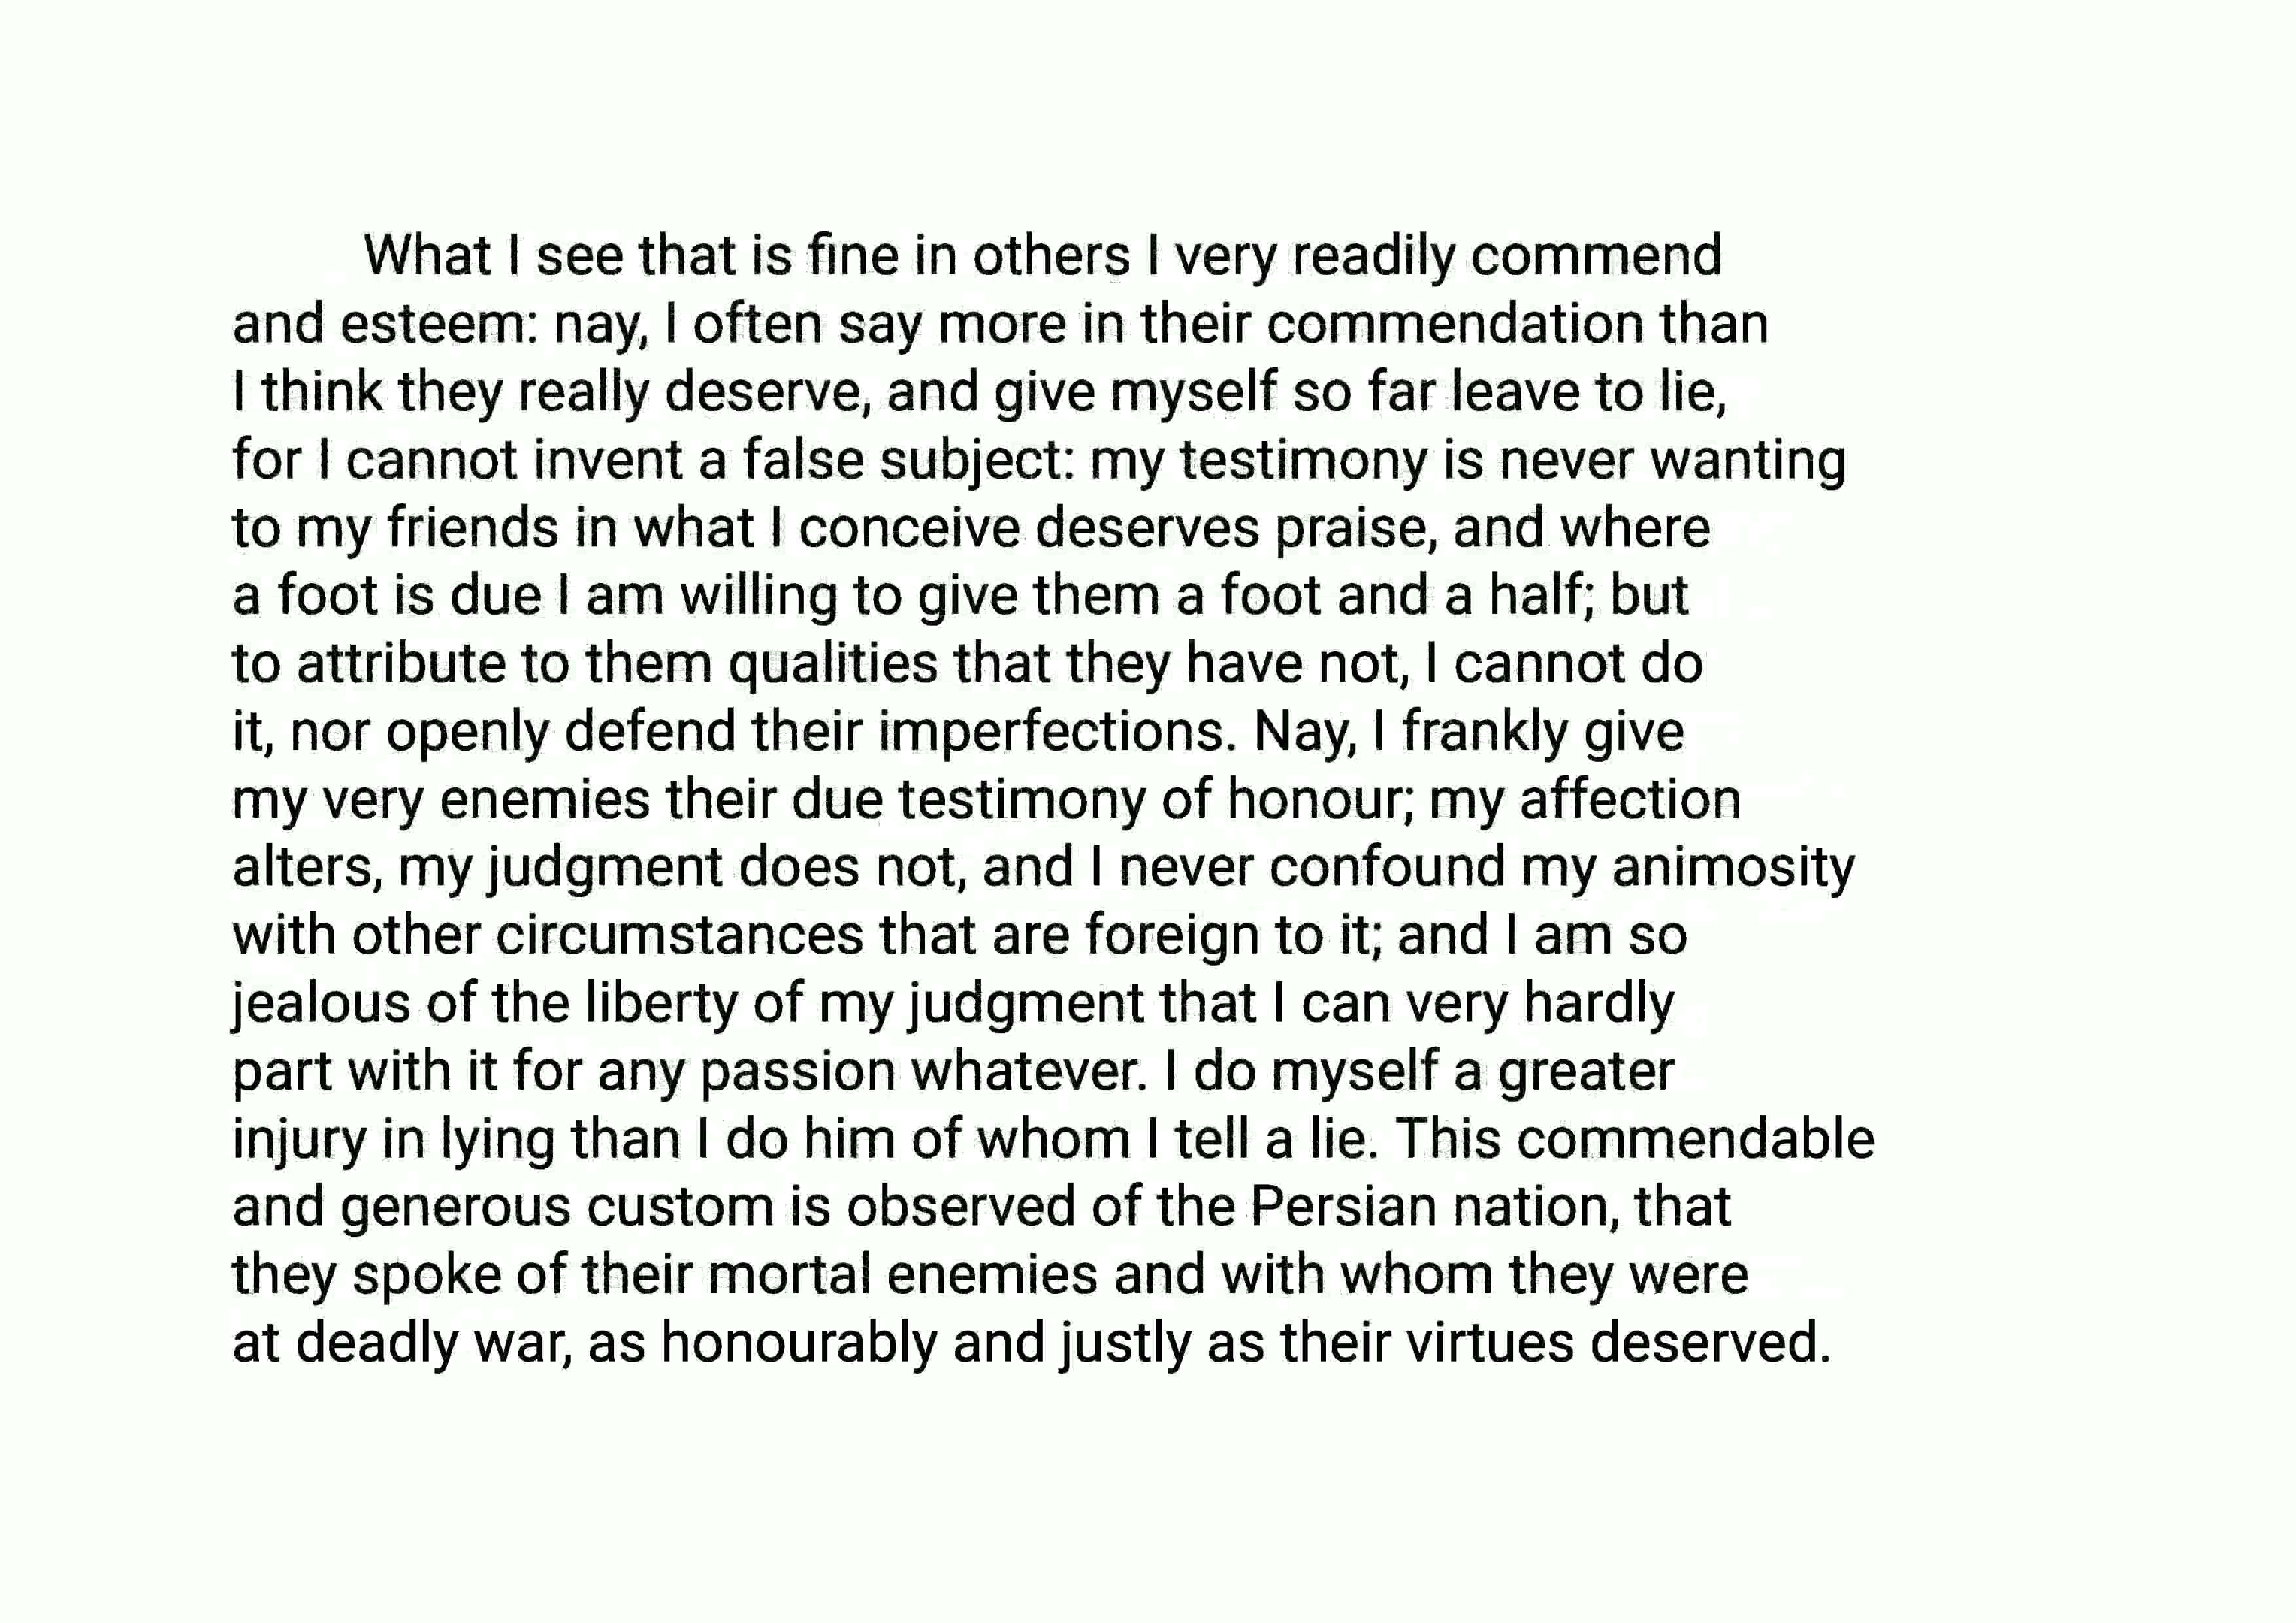 What I see that is fine in others I very readily commend
and esteem: nay, I often say more in their commendation than
I think they really deserve, and give myself so far leave to lie,
for I cannot invent a false subject: my testimony is never wanting
to my friends in what I conceive deserves praise, and where
a foot is due I am willing to give them a foot and a half; but
to attribute to them qualities that they have not, I cannot do
it, nor openly defend their imperfections. Nay, I frankly give
my very enemies their due testimony of honour; my affection
alters, my judgment does not, and I never confound my animosity
with other circumstances that are foreign to it; and I am so
jealous of the liberty of my judgment that I can very hardly
part with it for any passion whatever. I do myself a greater
injury in lying than I do him of whom I tell a lie. This commendable
and generous custom is observed of the Persian nation, that
they spoke of their mortal enemies and with whom they were
at deadly war, as honourably and justly as their virtues deserved.